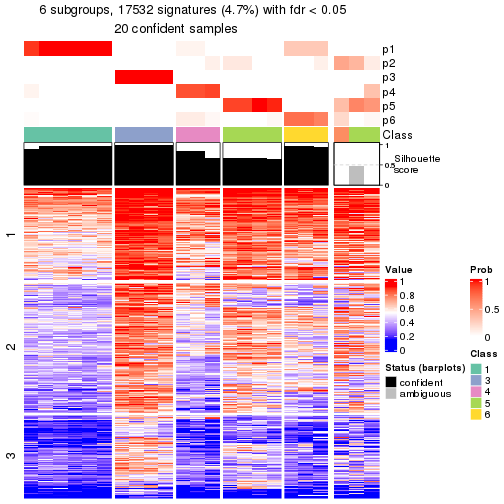 6 subgroups, 17532 signatures (4.7%) with fdr < 0.05
20 confident samples
p1
p2
p3
p4
p5
p6
Class
1
0.5
0
Silhouette
score
1
2
3
Value
1
0.8
0.6
0.4
0.2
0
Status (barplots)
confident
ambiguous
Prob
1
0.5
0
Class
1
3
4
5
6